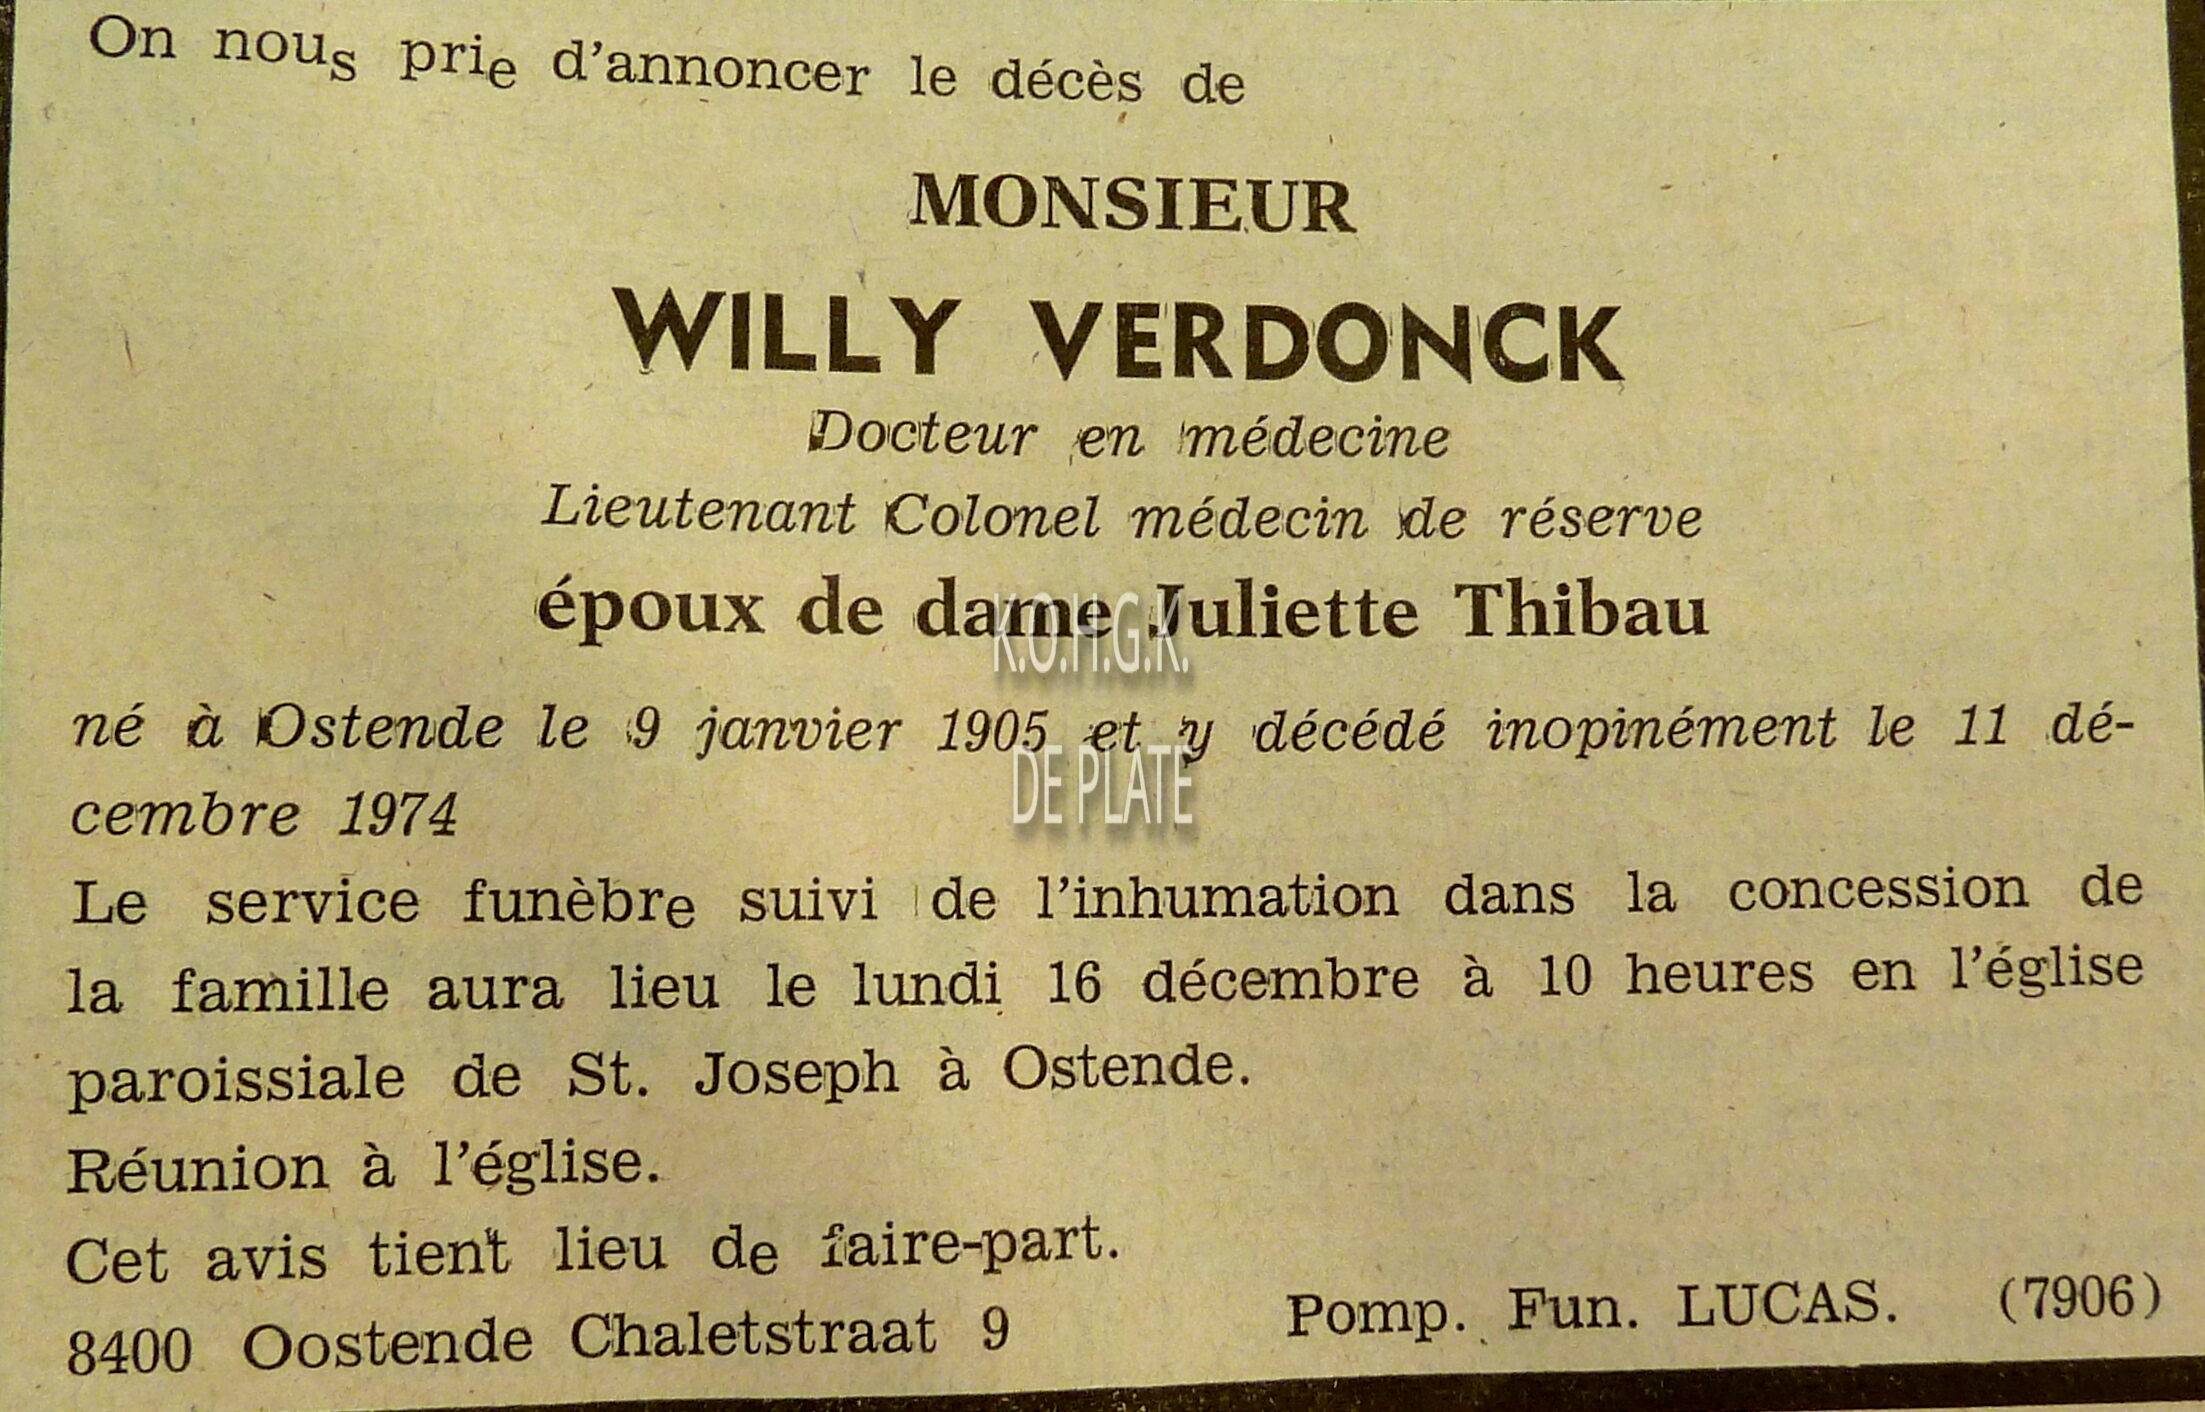 On nous prie d'annoncer le décès de
MONSIEUR
WILLY VERDONCK
Docteur en médecine
Lieutenant Colonel médecin de réserve
époux de dame Juliette Thibau
K.O.H.G.K.
né à Ostende le 9 janvier 1905 et y décédé inopinément le 11 dé-
DE PLATE
cembre 1974
Le service funèbre suivi de l'inhumation dans la concession de
la famille aura lieu le lundi 16 décembre à 10 heures en l'église
paroissiale de St. Joseph à Ostende.
Réunion à l'église.
Cet avis tient lieu de faire-part.
8400 Oostende Chaletstraat 9 Pomp. Fun. LUCAS. (7906)